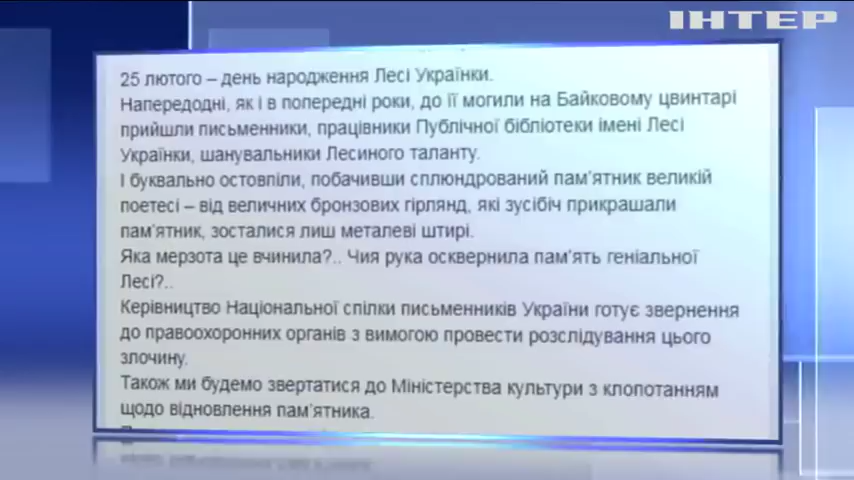 ІНТЕР
25 лютого – день народження Лесі Українки.
Напередодні, як і в попередні роки, до її могили на Байковому цвинтарі
прийшли письменники, працівники Публічної бібліотеки імені Лесі
Українки, шанувальники Лесиного таланту.
І буквально остовпіли, побачивши сплюндрований пам'ятник великій
поетесі – від величних бронзових гірлянд, які зусібіч прикрашали
пам'ятник, зосталися лиш металеві штирі.
Яка мерзота це вчинила?.. Чия рука осквернила пам'ять геніальної
Лесі?..
Керівництво Національної спілки письменників України готує звернення
до правоохоронних органів з вимогою провести розслідування цього
злочину.
Також ми будемо звертатися до Міністерства культури з клопотанням
щодо відновлення пам'ятника.